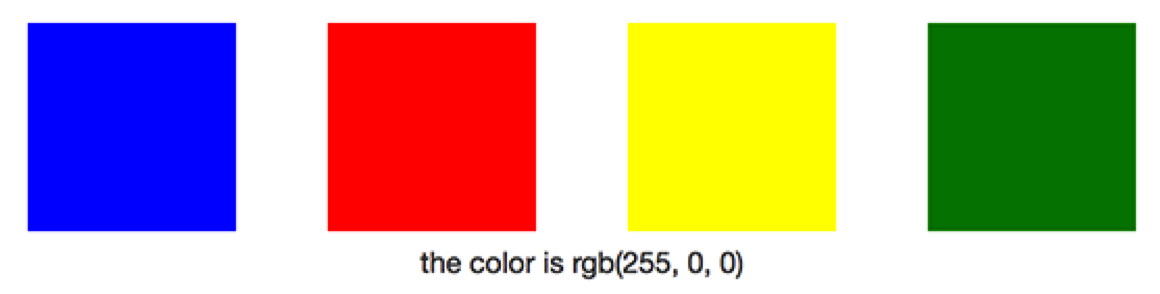 the color is rgb(255, 0, 0)